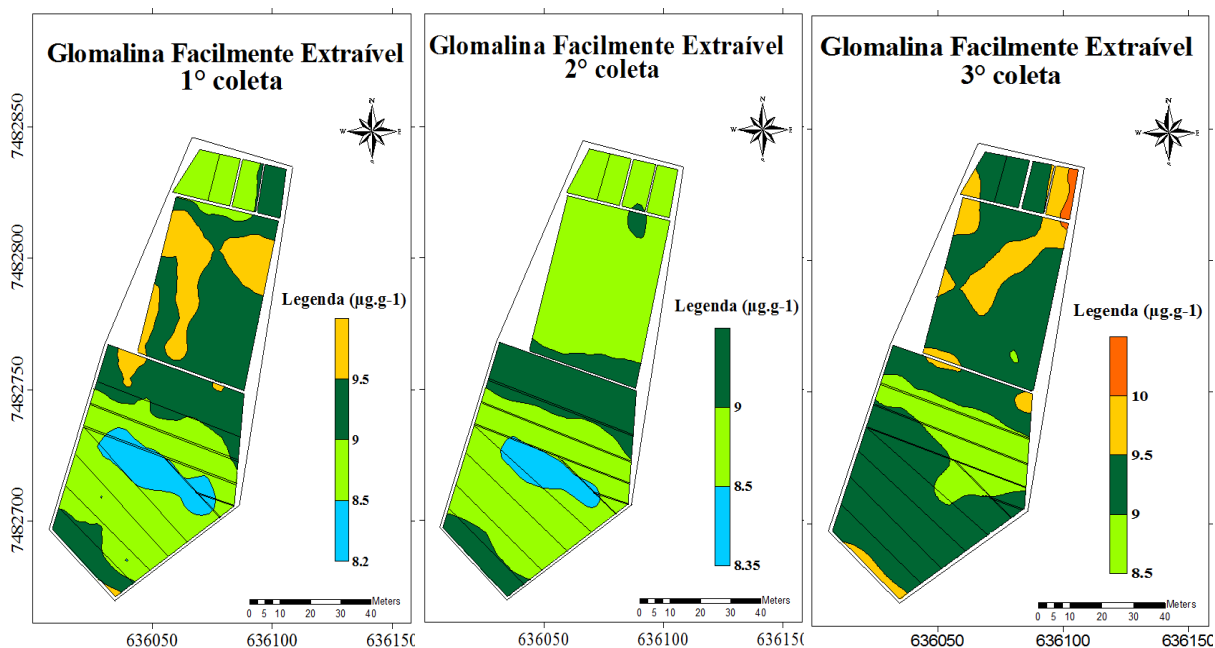 Glomalina Facilmente Extraível
1° coleta
N
W
E
S
7482850
7482800
7482750
7482700
Legenda (µg.g-1)
9.5
9
8.5
8.2
Meters
0 5 10 20 30 40
636050 636100 636150
Glomalina Facilmente Extraível
2° coleta
N
W
E
S
Legenda (µg.g-1)
9
8.5
8.35
Meters
0 5 10 20 30 40
636050 636100 636150
Glomalina Facilmente Extraível
3° coleta
N
W
E
S
Legenda (µg.g-1)
10
9.5
9
8.5
Meters
0 5 10 20 30 40
636050 636100 636150